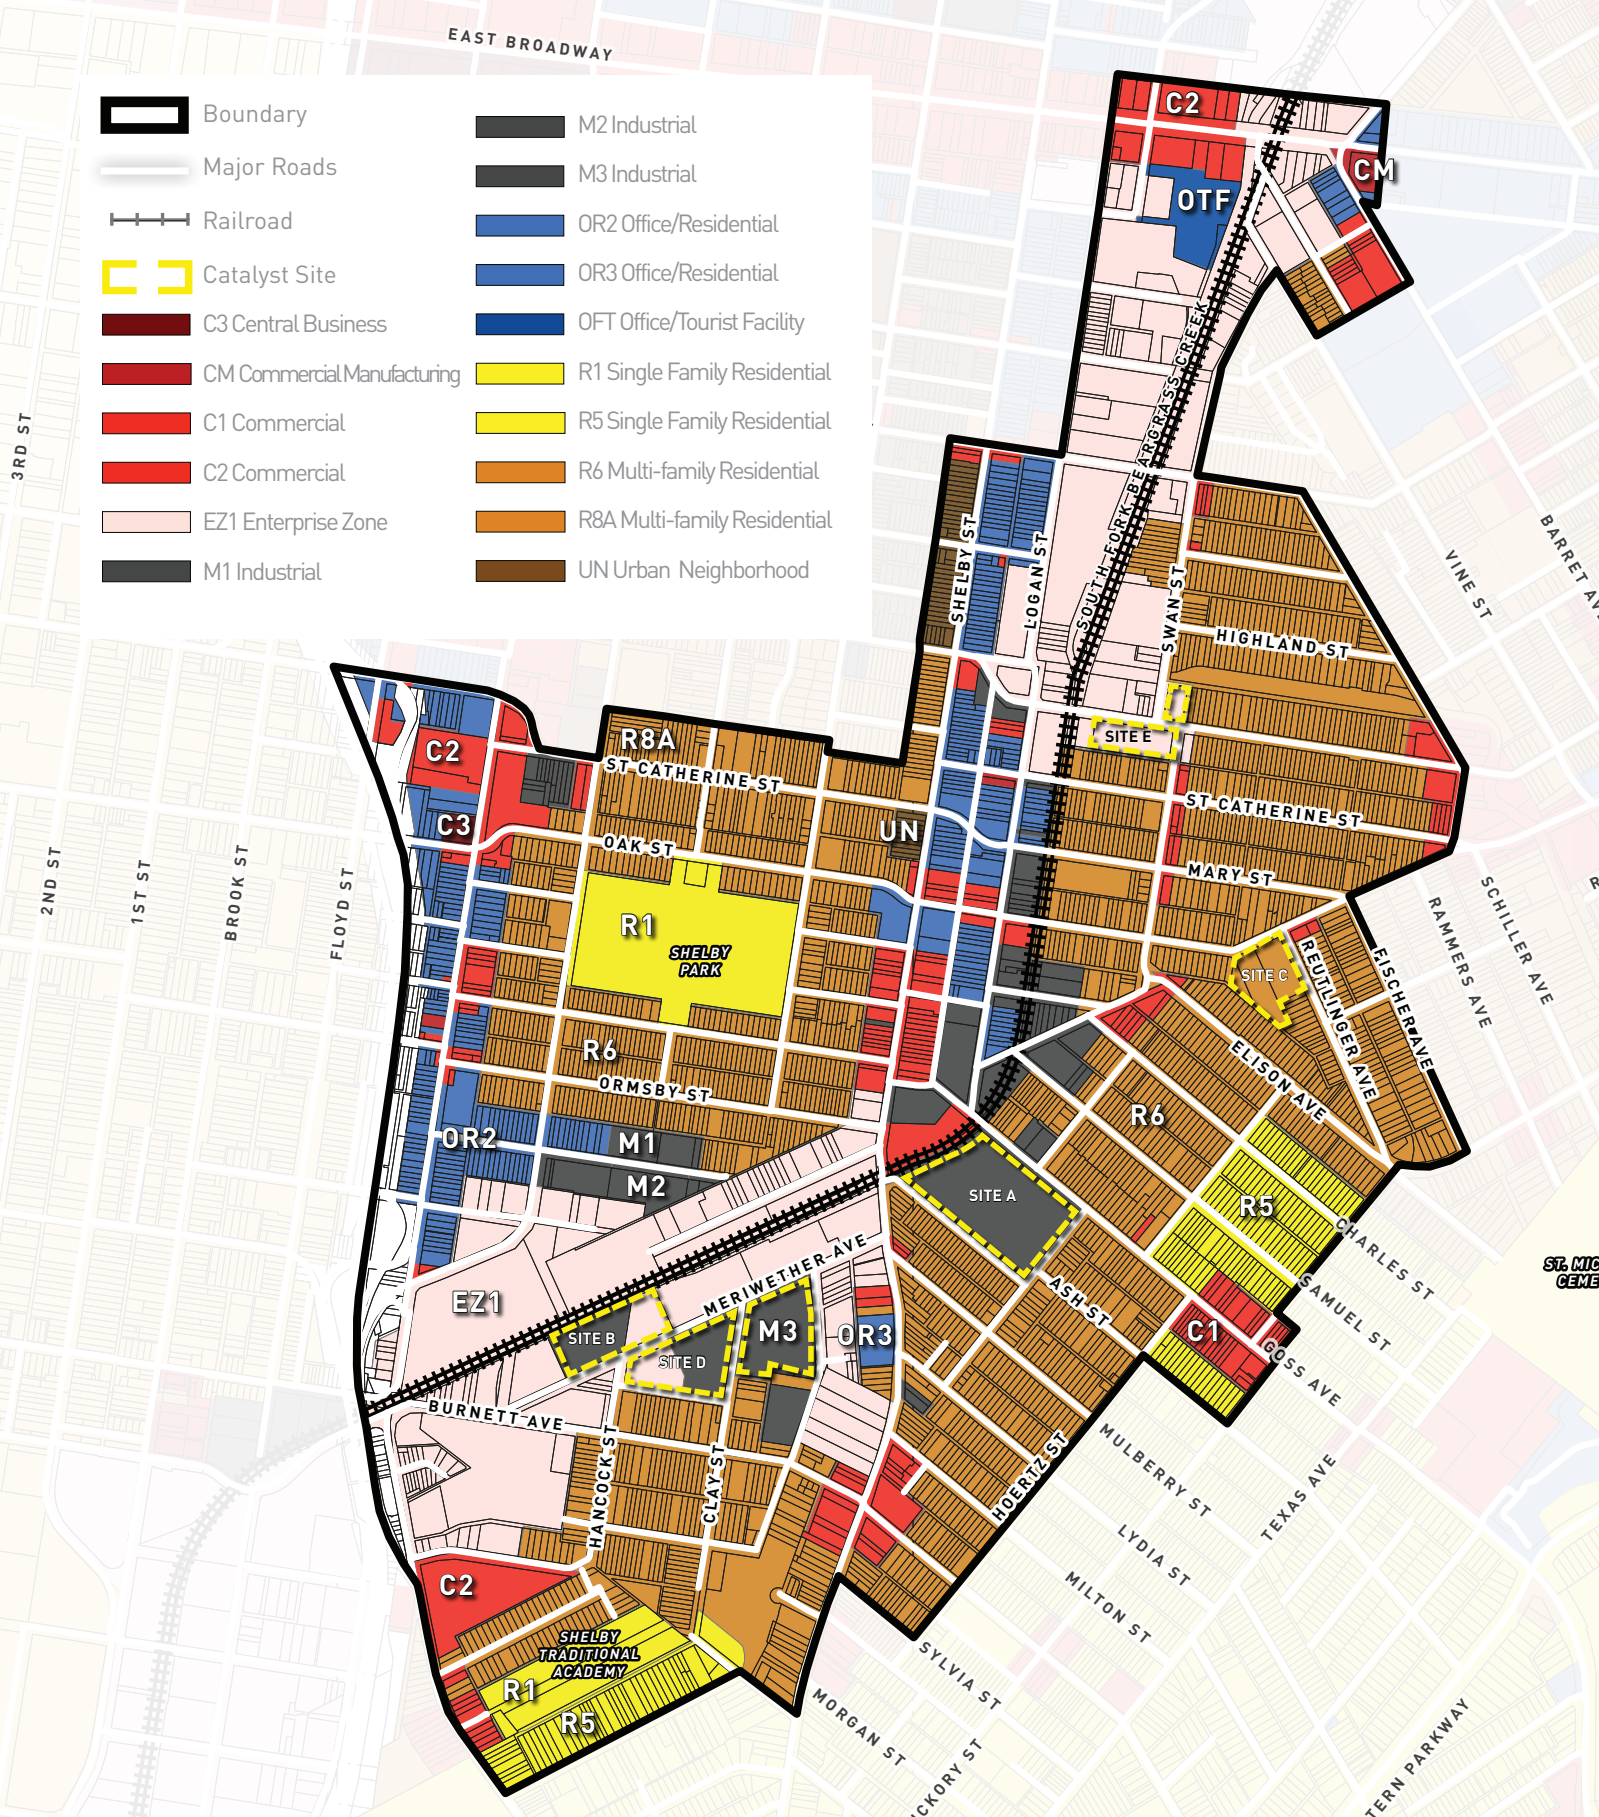 EAST BROADWAY
Boundary
Major Roads
Railroad
Catalyst Site
C3 Central Business
CM Commercial Manufacturing
C1 Commercial
C2 Commercial
EZ1 Enterprise Zone
M1 Industrial
M2 Industrial
M3 Industrial
OR2 Office/Residential
OR3 Office/Residential
OFT Office/Tourist Facility
R1 Single Family Residential
R5 Single Family Residential
R6 Multi-family Residential
R8A Multi-family Residential
UN Urban Neighborhood
C2
CM
OTF
3RD ST
SOUTH FORK BEARGRASS CREEK
SHELBY ST
LOGAN ST
SWAN ST
HIGHLAND ST
VINE ST
BARRET AV
SITE E
C2
R8A
ST CATHERINE ST
ST CATHERINE ST
C3
UN
OAK ST
MARY ST
2ND ST
1ST ST
BROOK ST
FLOYD ST
R1
SHELBY
PARK
SITE C
REUTLINGER AVE
FISCHER AVE
RAMMERS AVE
SCHILLER AVE
R6
ORMSBY ST
ELISON AVE
R6
OR2
M1
M2
SITE A
R5
CHARLES ST
SAMUEL ST
GOSS AVE
ST. MIC
CEME
MERIWETHER AVE
EZ1
SITE B
SITE D
M3
OR3
ASH ST
C1
BURNETT AVE
HANCOCK ST
CLAY ST
HOERTZ ST
MULBERRY ST
TEXAS AVE
LYDIA ST
MILTON ST
C2
SHELBY
TRADITIONAL
ACADEMY
R1
R5
SYLVIA ST
MORGAN ST
ICKORY ST
TERN PARKWAY